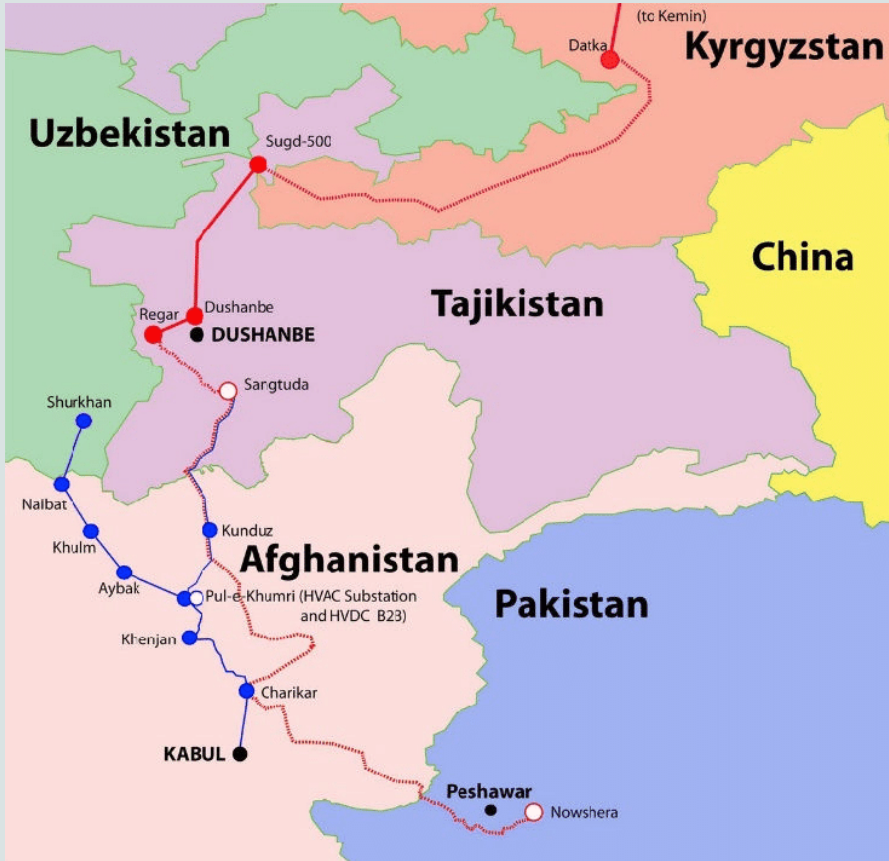 (to Kemin)
Datka
Kyrgyzstan
Uzbekistan
Sugd-500
China
Tajikistan
Regar
Dushanbe
DUSHANBE
Sangtuda
Shurkhan
Naibat
Kunduz
Khulm
Afghanistan
Aybak
Pul-e-Khumri (HVAC Substation
and HVDC B23)
Pakistan
Khenjan
Charikar
KABUL
Peshawar
Nowshera